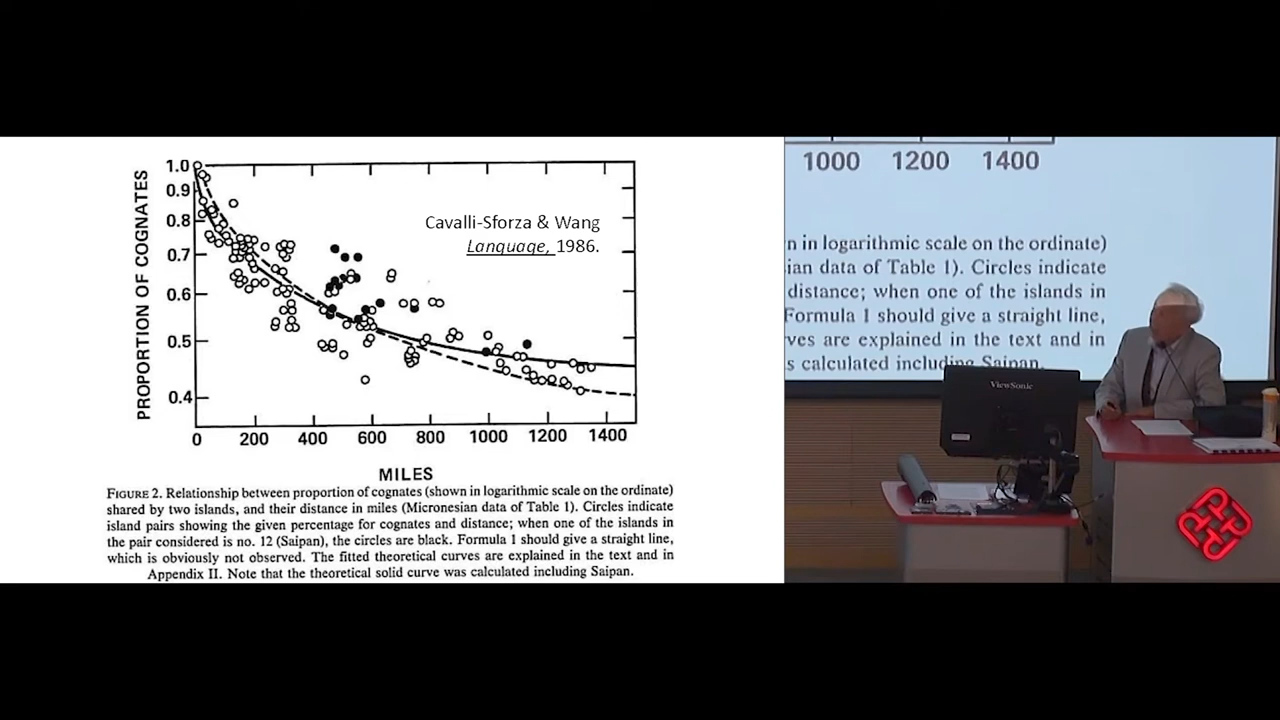 PROPORTION OF COGNATES
1.0
0.9
0.8
0.7
0.6
0.5
0.4
Cavalli-Sforza & Wang
Language, 1986.
0 200 400 600 800 1000 1200 1400
MILES
FIGURE 2. Relationship between proportion of cognates (shown in logarithmic scale on the ordinate)
shared by two islands, and their distance in miles (Micronesian data of Table 1). Circles indicate
island pairs showing the given percentage for cognates and distance; when one of the islands in
the pair considered is no. 12 (Saipan), the circles are black. Formula 1 should give a straight line,
which is obviously not observed. The fitted theoretical curves are explained in the text and in
Appendix II. Note that the theoretical solid curve was calculated including Saipan.
1000 1200 1400
n in logarithmic scale on the ordinate)
ian data of Table 1). Circles indicate
distance; when one of the islands in
Formula 1 should give a straight line,
ves are explained in the text and in
s calculated including Saipan.
ViewSonic